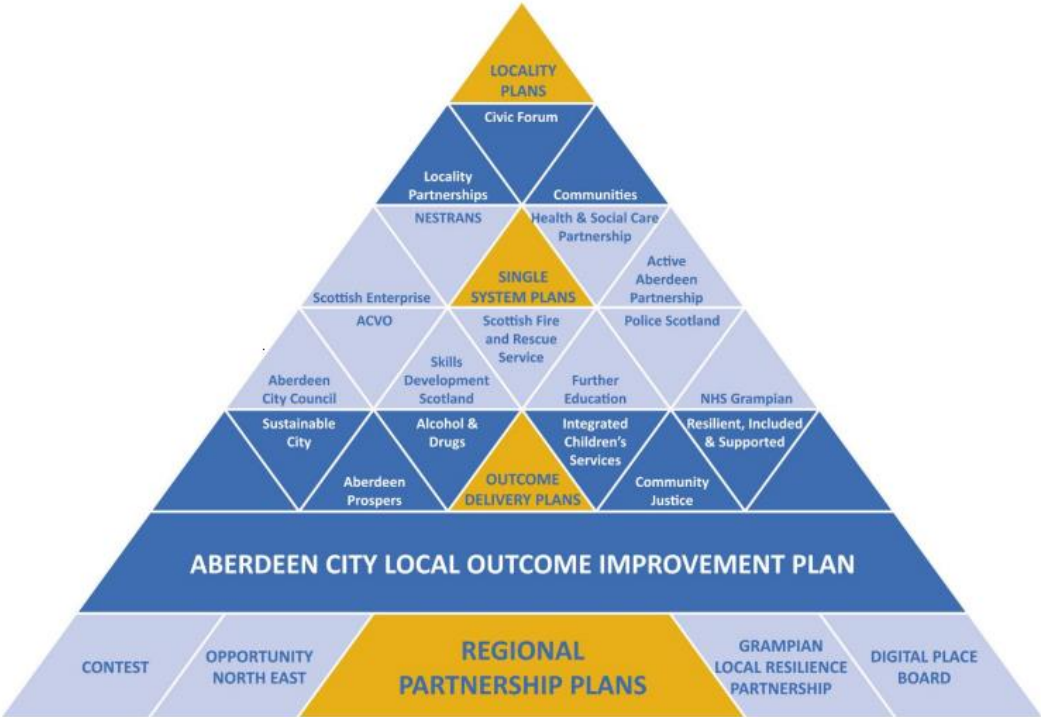 LOCALITY
PLANS
Civic Forum
Locality
Partnerships
Communities
NESTRANS
Health & Social Care
Partnership
SINGLE
SYSTEM PLANS
Active
Aberdeen
Partnership
Scottish Enterprise
ACVO
Scottish Fire
and Rescue
Service
Police Scotland
Aberdeen
City Council
Skills
Development
Scotland
Further
Education
NHS Grampian
Sustainable
City
Alcohol &
Drugs
Integrated
Children's
Services
Resilient, Included
& Supported
Aberdeen
Prospers
OUTCOME
DELIVERY PLANS
Community
Justice
ABERDEEN CITY LOCAL OUTCOME IMPROVEMENT PLAN
CONTEST
OPPORTUNITY
NORTH EAST
REGIONAL
PARTNERSHIP PLANS
GRAMPIAN
LOCAL RESILIENCE
PARTNERSHIP
DIGITAL PLACE
BOARD